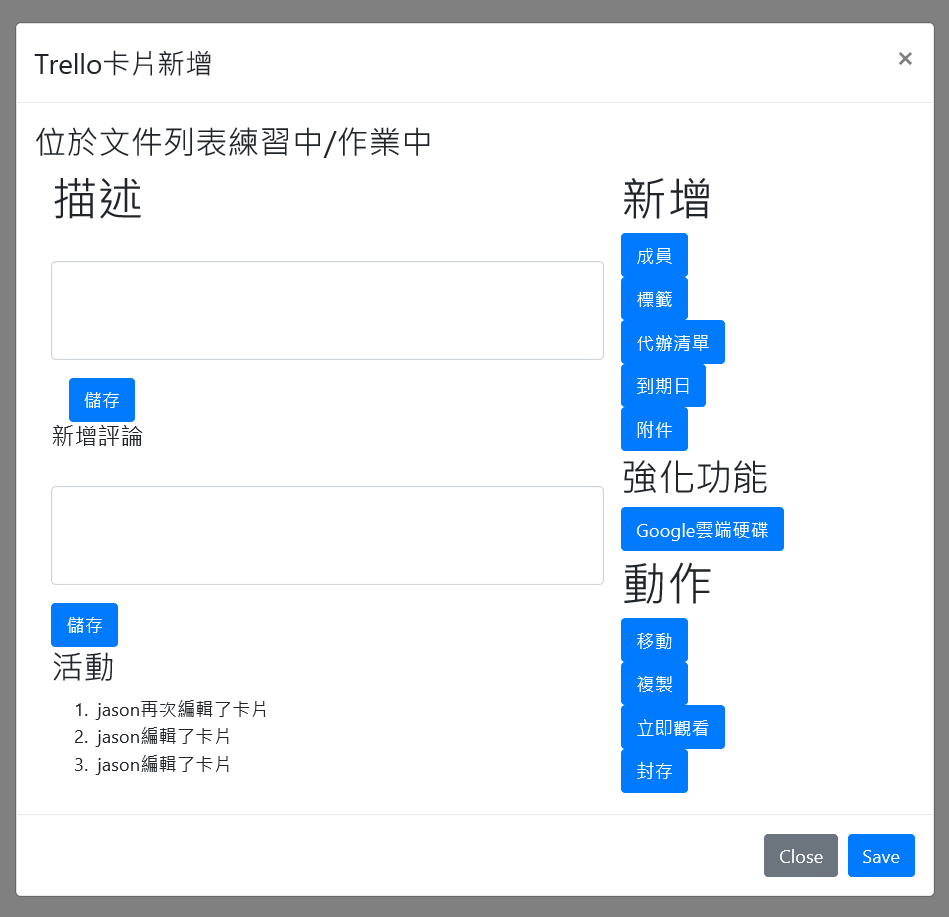 Trello卡片新增
×
位於文件列表練習中/作業中
描述
儲存
新增評論
儲存
活動
1. jason再次編輯了卡片
2. jason編輯了卡片
3. jason編輯了卡片
新增
成員
標籤
代辦清單
到期日
附件
強化功能
Google雲端硬碟
動作
移動
複製
立即觀看
封存
Close
Save